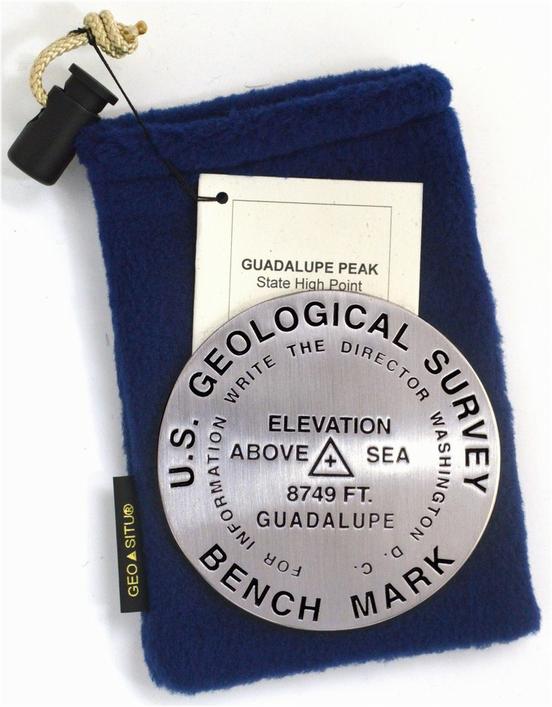 GUADALUPE PEAK
State High Point
U.S. GEOLOGICAL SURVEY
FOR INFORMATION WRITE THE DIRECTOR WASHINGTON D. C.
ELEVATION
ABOVE SEA
8749 FT.
GUADALUPE
BENCH MARK
GEO▲SITU®